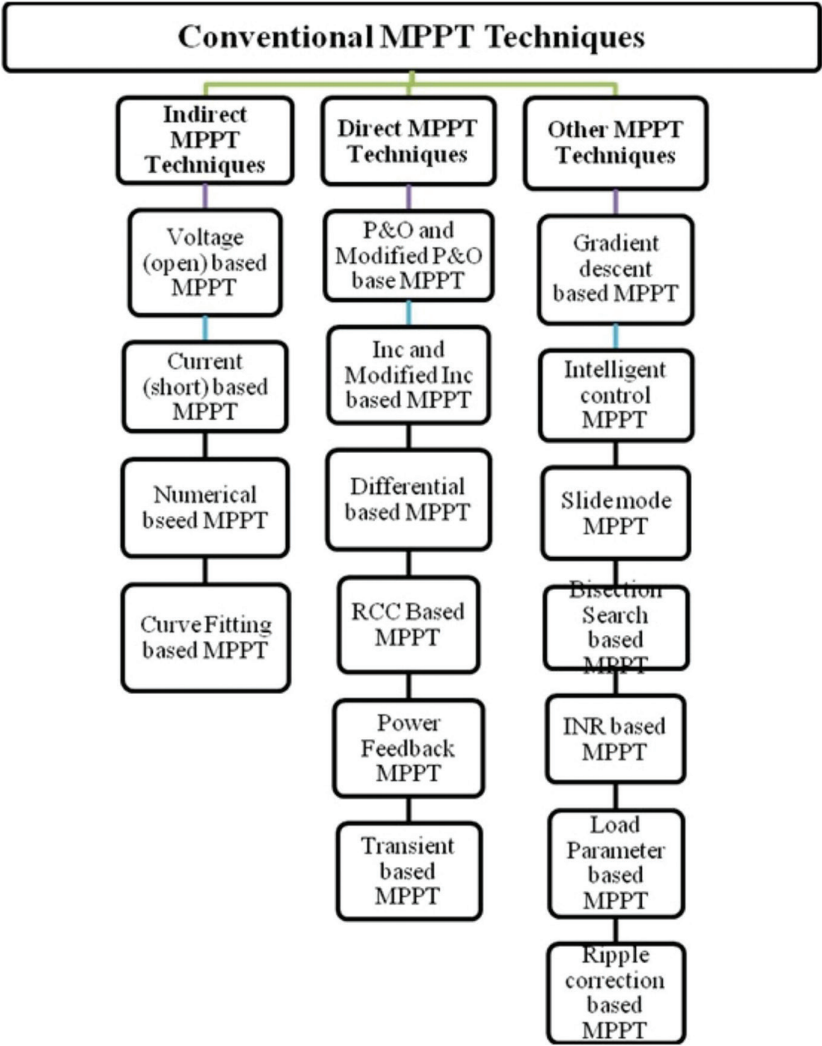 Conventional MPPT Techniques
Indirect
MPPT
Techniques
Voltage
(open) based
MPPT
Current
(short) based
MPPT
Numerical
bseed MPPT
Curve Fitting
based MPPT
Direct MPPT
Techniques
P&O and
Modified P&O
base MPPT
Inc and
Modified Inc
based MPPT
Differential
based MPPT
RCC Based
MPPT
Power
Feedback
MPPT
Transient
based
MPPT
Other MPPT
Techniques
Gradient
descent
based MPPT
Intelligent
control
MPPT
Slide mode
MPPT
Bisection
Search
based
MPPT
INR based
MPPT
Load
Parameter
based
MPPT
Ripple
correction
based
MPPT